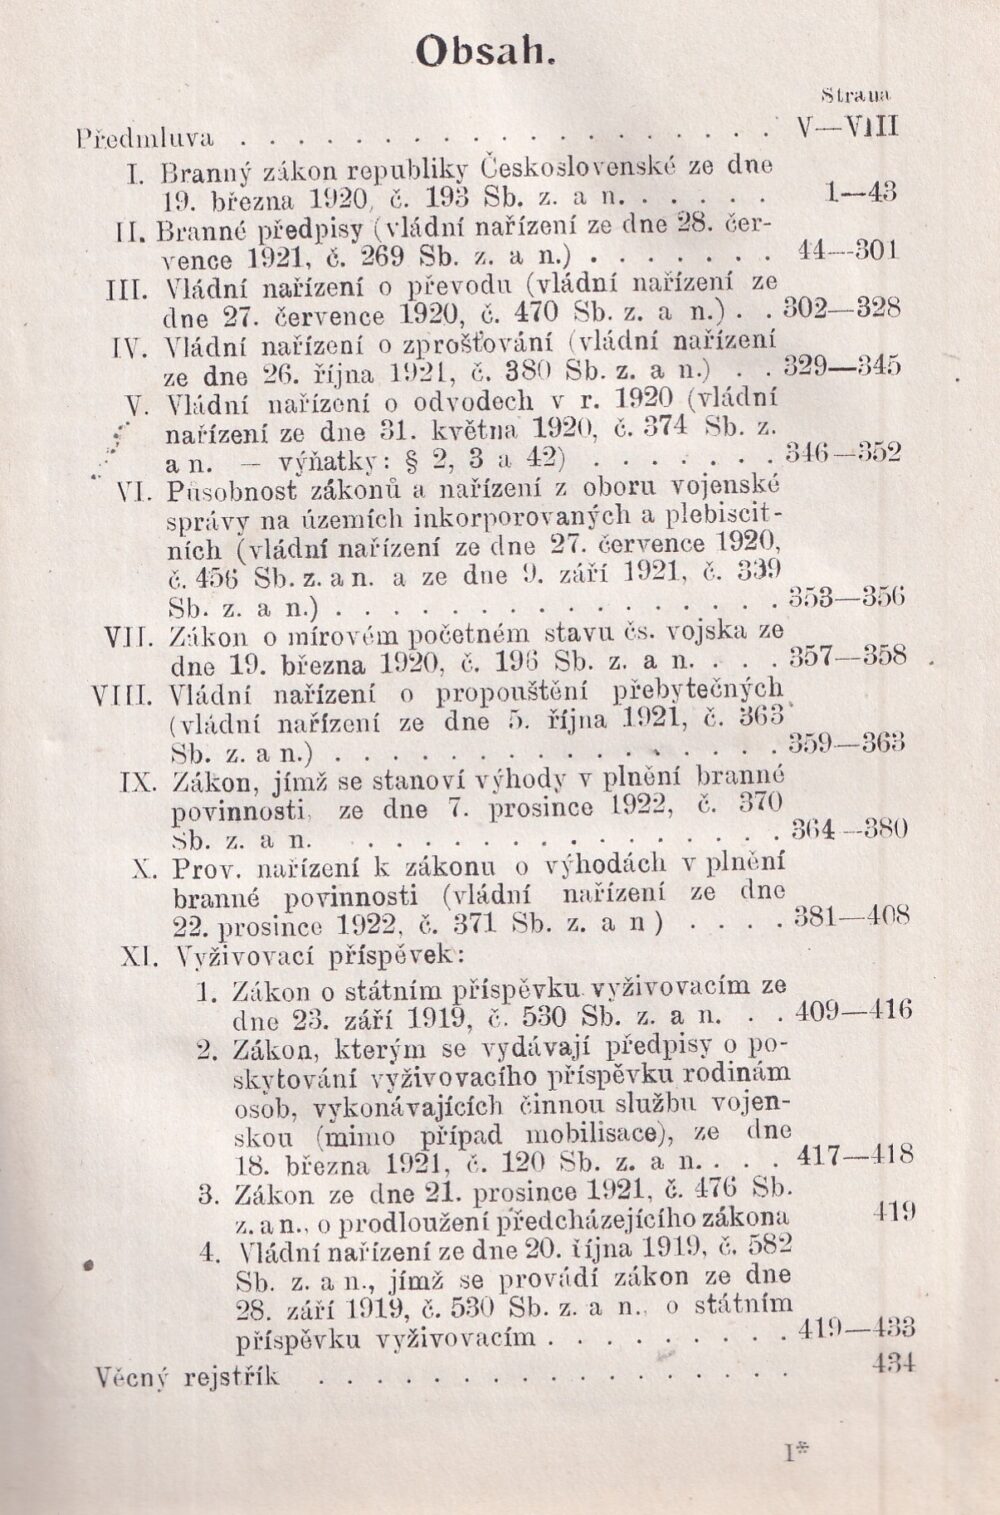 Obsah.
Strana
Předmluva . . . . . . . . . . . . . . . . . . . V—VIII
I. Branný zákon republiky Československé ze dne
19. března 1920, č. 193 Sb. z. a n. . . . . . . 1—43
II. Branné předpisy (vládní nařízení ze dne 28. čer-
vence 1921, č. 269 Sb. z. a n.) . . . . . . . 44—301
III. Vládní nařízení o převodu (vládní nařízení ze
dne 27. července 1920, č. 470 Sb. z. a n.) . . 302—328
IV. Vládní nařízení o zprošťování (vládní nařízení
ze dne 26. října 1921, č. 380 Sb. z. a n.) . . 329—345
V. Vládní nařízení o odvodech v r. 1920 (vládní
nařízení ze dne 31. května 1920, č. 374 Sb. z.
a n. — výňatky: § 2, 3 a 42) . . . . . . . 346—352
VI. Působnost zákonů a nařízení z oboru vojenské
správy na územích inkorporovaných a plebiscit-
ních (vládní nařízení ze dne 27. července 1920,
č. 456 Sb. z. a n. a ze dne 9. září 1921, č. 339
Sb. z. a n.) . . . . . . . . . . . . . . . . 353—356
VII. Zákon o mírovém početném stavu čs. vojska ze
dne 19. března 1920, č. 196 Sb. z. a n. . . . 357—358
VIII. Vládní nařízení o propouštění přebytečných
(vládní nařízení ze dne 5. října 1921, č. 363
Sb. z. a n.) . . . . . . . . . . . . . . . . 359—363
IX. Zákon, jímž se stanoví výhody v plnění branné
povinnosti, ze dne 7. prosince 1922, č. 370
Sb. z. a n. . . . . . . . . . . . . . . . 364—380
X. Prov. nařízení k zákonu o výhodách v plnění
branné povinnosti (vládní nařízení ze dne
22. prosince 1922, č. 371 Sb. z. a n) . . . . 381—408
XI. Vyživovací příspěvek:
1. Zákon o státním příspěvku vyživovacím ze
dne 23. září 1919, č. 530 Sb. z. a n. . . 409—416
2. Zákon, kterým se vydávají předpisy o po-
skytování vyživovacího příspěvku rodinám
osob, vykonávajících činnou službu vojen-
skou (mimo případ mobilisace), ze dne
18. března 1921, č. 120 Sb. z. a n. . . . 417—418
3. Zákon ze dne 21. prosince 1921, č. 476 Sb.
z. a n., o prodloužení předcházejícího zákona 419
4. Vládní nařízení ze dne 20. října 1919, č. 582
Sb. z. a n., jímž se provádí zákon ze dne
28. září 1919, č. 530 Sb. z. a n., o státním
příspěvku vyživovacím . . . . . . . . . 419—433
Věcný rejstřík . . . . . . . . . . . . . . . . . 434
I*